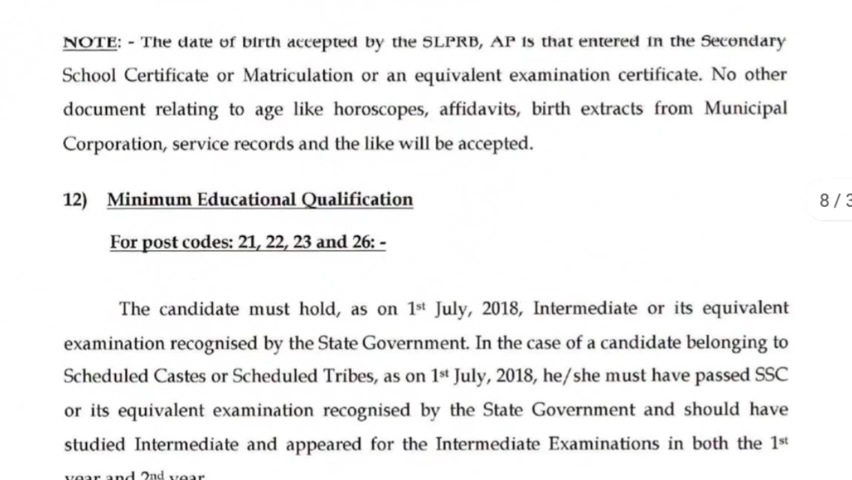 NOTE: - The date of birth accepted by the SLPRB, AP is that entered in the Secondary
School Certificate or Matriculation or an equivalent examination certificate. No other
document relating to age like horoscopes, affidavits, birth extracts from Municipal
Corporation, service records and the like will be accepted.
12) Minimum Educational Qualification
8 / 3
For post codes: 21, 22, 23 and 26: -
The candidate must hold, as on 1st July, 2018, Intermediate or its equivalent
examination recognised by the State Government. In the case of a candidate belonging to
Scheduled Castes or Scheduled Tribes, as on 1st July, 2018, he/she must have passed SSC
or its equivalent examination recognised by the State Government and should have
studied Intermediate and appeared for the Intermediate Examinations in both the 1st
year and 2nd year